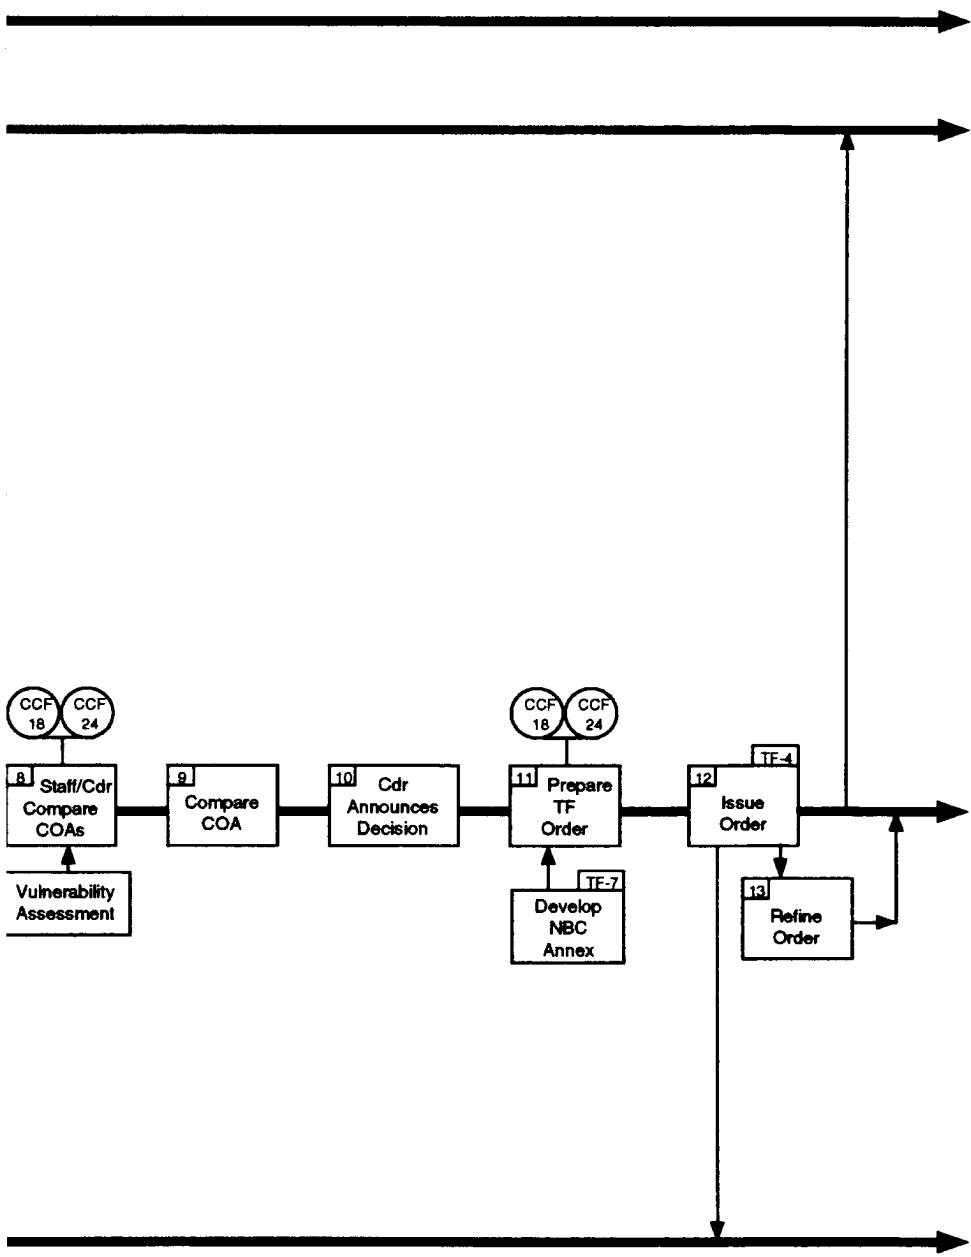 CCF
18
CCF
24
8
Staff/Cdr
Compare
COAs
Vulnerability
Assessment
9
Compare
COA
10
Cdr
Announces
Decision
CCF
18
CCF
24
11
Prepare
TF
Order
TF-7
Develop
NBC
Annex
TF-4
12
Issue
Order
13
Refine
Order